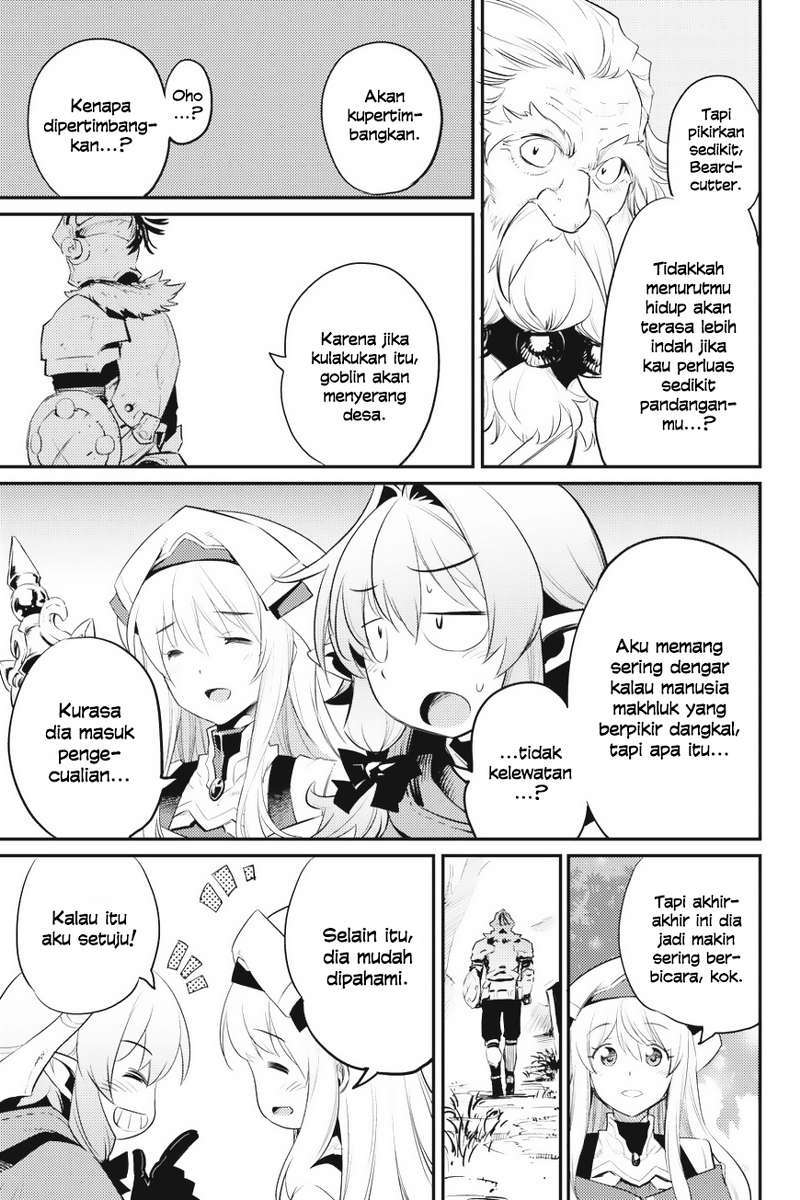 Tapi
pikirkan
sedikit,
Beard-
cutter.
Tidakkah
menurutmu
hidup akan
terasa lebih
indah jika
kau perluas
sedikit
pandangan-
mu...?
Akan
kupertim-
bangkan.
Oho
...?
Kenapa
dipertimbang-
kan...?
Karena jika
kulakukan itu,
goblin akan
menyerang
desa.
Aku memang
sering dengar
kalau manusia
makhluk yang
berpikir dangkal,
tapi apa itu...
...tidak
kelewatan
...?
Kurasa
dia masuk
penge-
cualian...
Tapi akhir-
akhir ini dia
jadi makin
sering ber-
bicara, kok.
Selain itu,
dia mudah
dipahami.
Kalau itu
aku setuju!